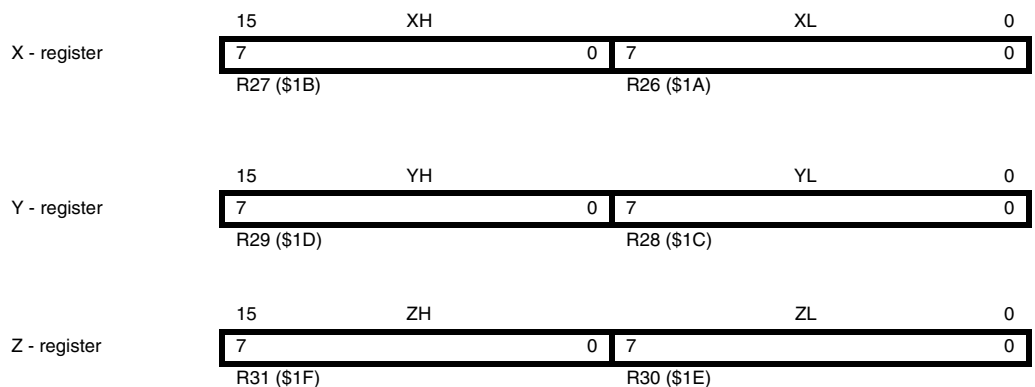 15 XH XL 0
X - register 7 0 7 0
R27 ($1B) R26 ($1A)
15 YH YL 0
Y - register 7 0 7 0
R29 ($1D) R28 ($1C)
15 ZH ZL 0
Z - register 7 0 7 0
R31 ($1F) R30 ($1E)